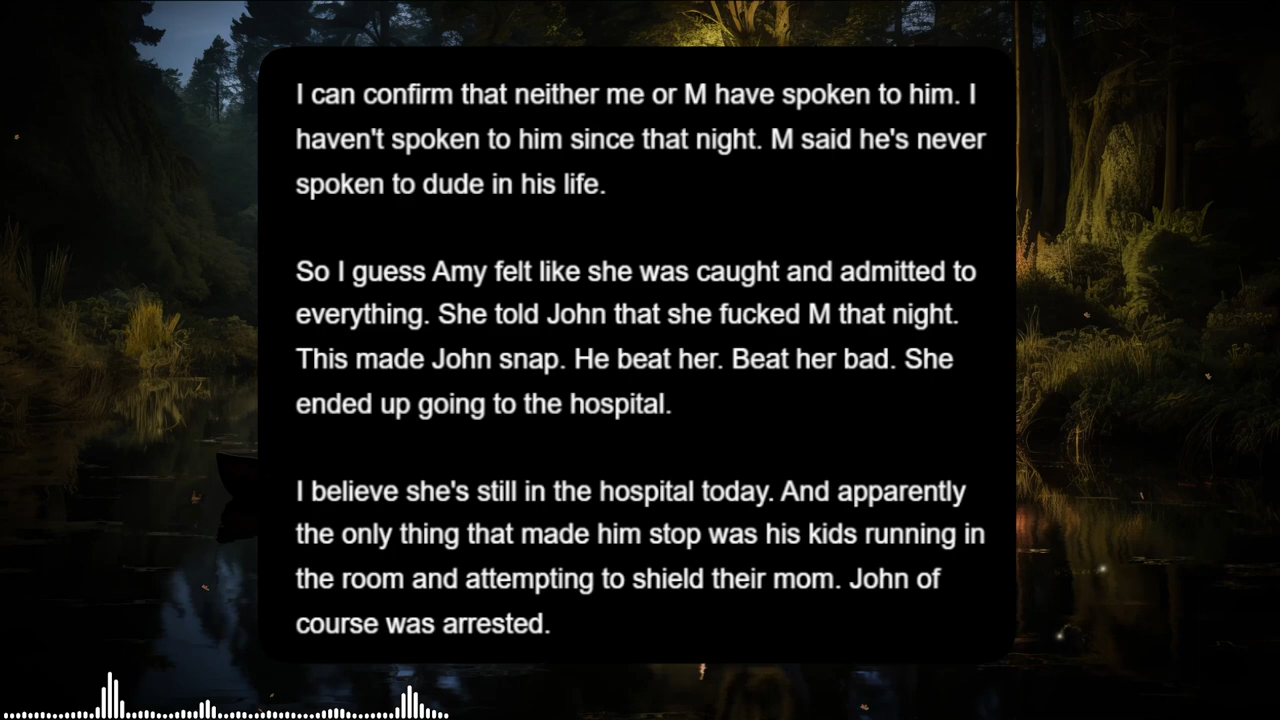 I can confirm that neither me or M have spoken to him. I
haven't spoken to him since that night. M said he's never
spoken to dude in his life.
So I guess Amy felt like she was caught and admitted to
everything. She told John that she fucked M that night.
This made John snap. He beat her. Beat her bad. She
ended up going to the hospital.
I believe she's still in the hospital today. And apparently
the only thing that made him stop was his kids running in
the room and attempting to shield their mom. John of
course was arrested.